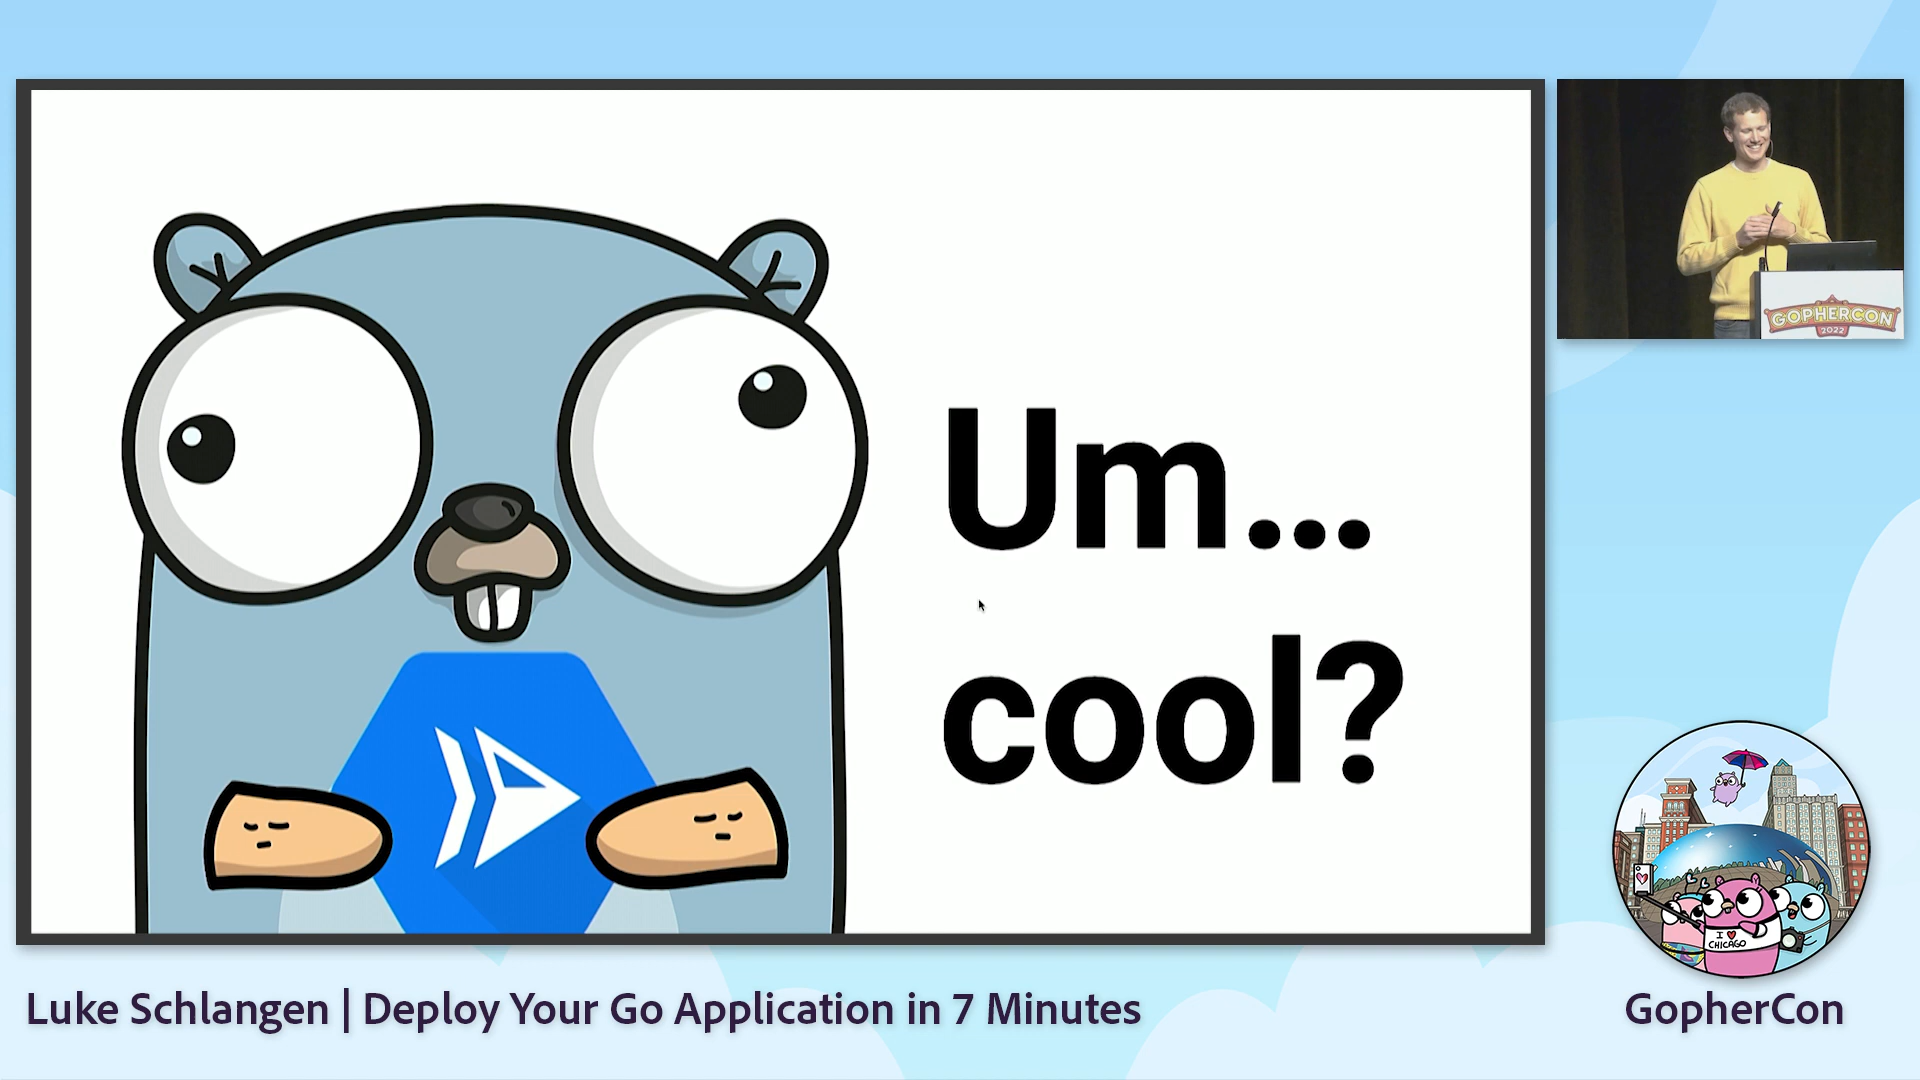 Um...
cool?
GOPHERCON
2022
I ♥
CHICAGO
Luke Schlangen | Deploy Your Go Application in 7 Minutes
GopherCon